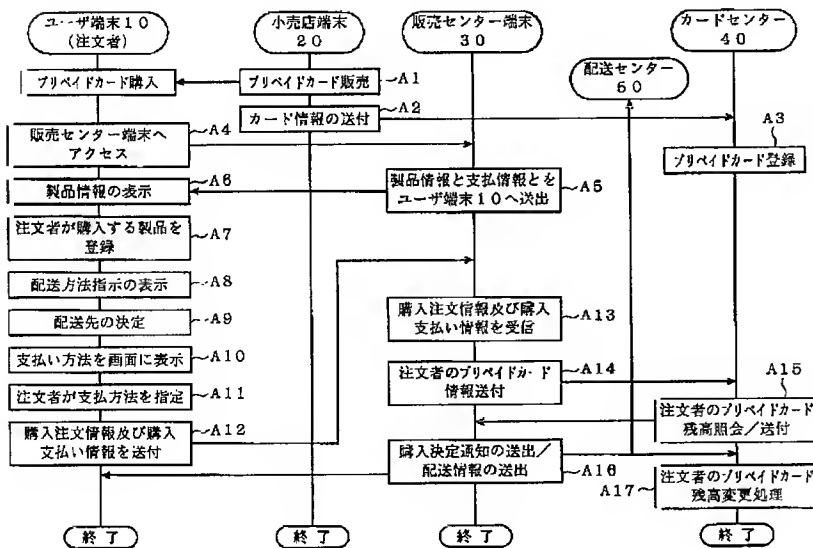 ユーザ端末10
(注文者)
小売店端末
20
販売センター端末
30
カードセンター
40
配送センター
50
プリペイドカード購入
プリペイドカード販売
A1
カード情報の送付
A2
A3
プリペイドカード登録
販売センター端末へ
アクセス
A4
製品情報と支払情報とを
ユーザ端末10へ送出
A5
製品情報の表示
A6
注文者が購入する製品を
登録
A7
配送方法指示の表示
A8
配送先の決定
A9
支払い方法を画面に表示
A10
注文者が支払方法を指定
A11
購入注文情報及び購入
支払い情報を送付
A12
購入注文情報及び購入
支払い情報を受信
A13
注文者のプリペイドカード
情報送付
A14
A15
注文者のプリペイドカード
残高照会/送付
購入決定通知の送出/
配送情報の送出
A16
A17
注文者のプリペイドカード
残高変更処理
終了
終了
終了
終了